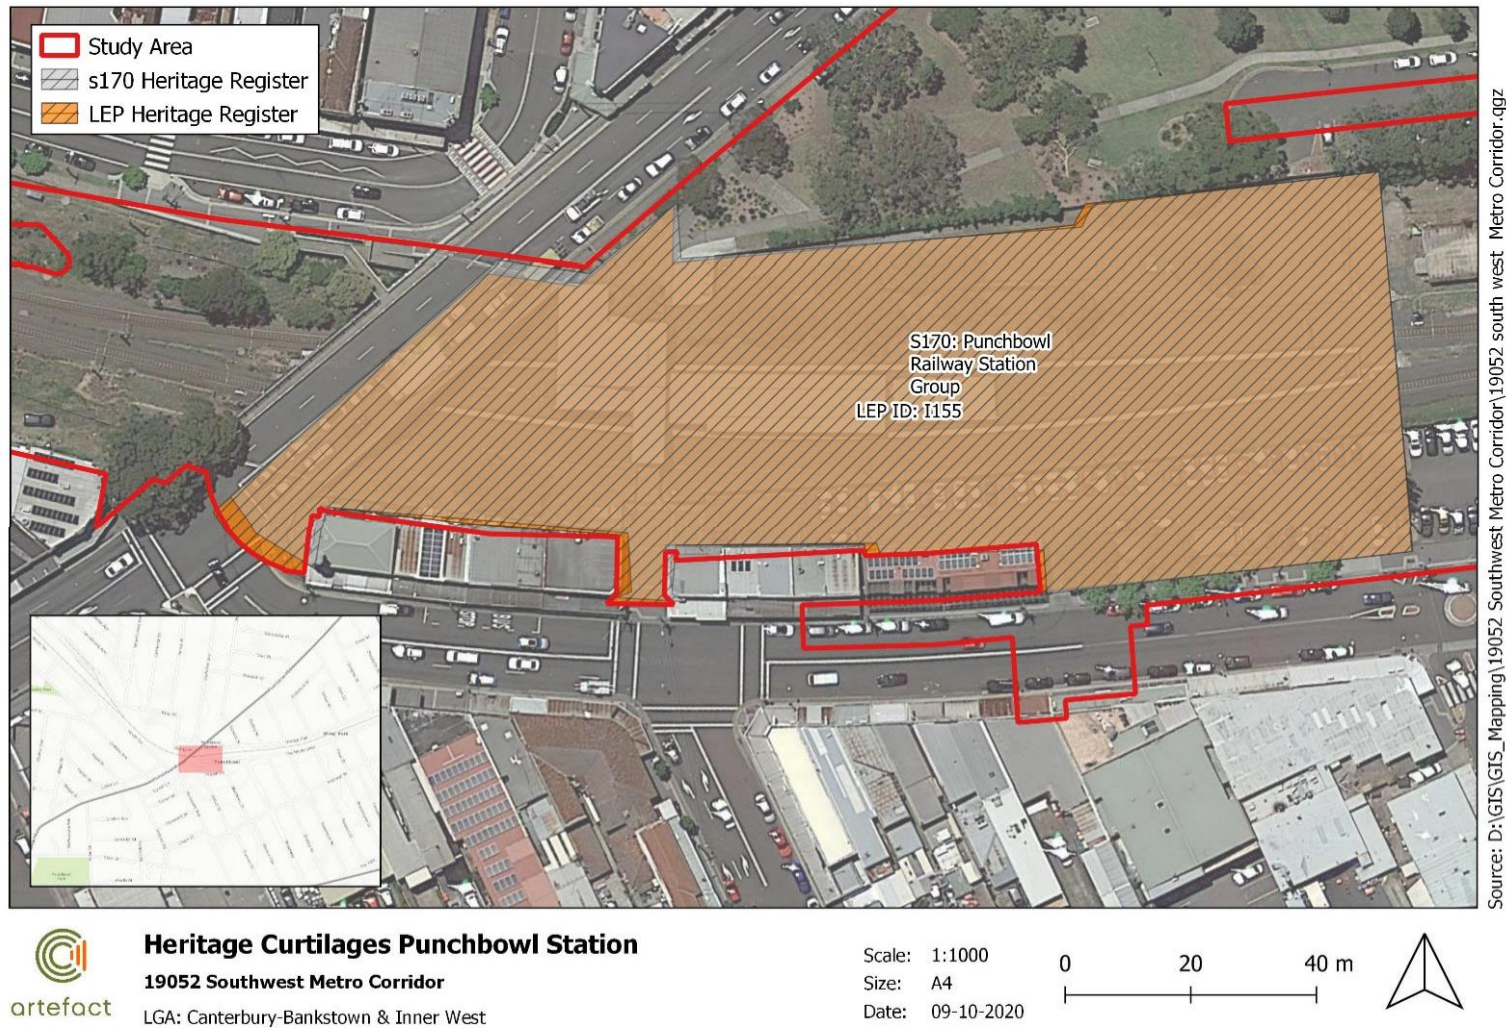 Study Area
s170 Heritage Register
LEP Heritage Register
S170: Punchbowl
Railway Station
Group
LEP ID: I155
Source: D:\GIS\GIS_Mapping\19052 Southwest Metro Corridor\19052 south west Metro Corridor.qgz
artefact
Heritage Curtilages Punchbowl Station
19052 Southwest Metro Corridor
LGA: Canterbury-Bankstown & Inner West
Scale: 1:1000
Size: A4
Date: 09-10-2020
0 20 40 m